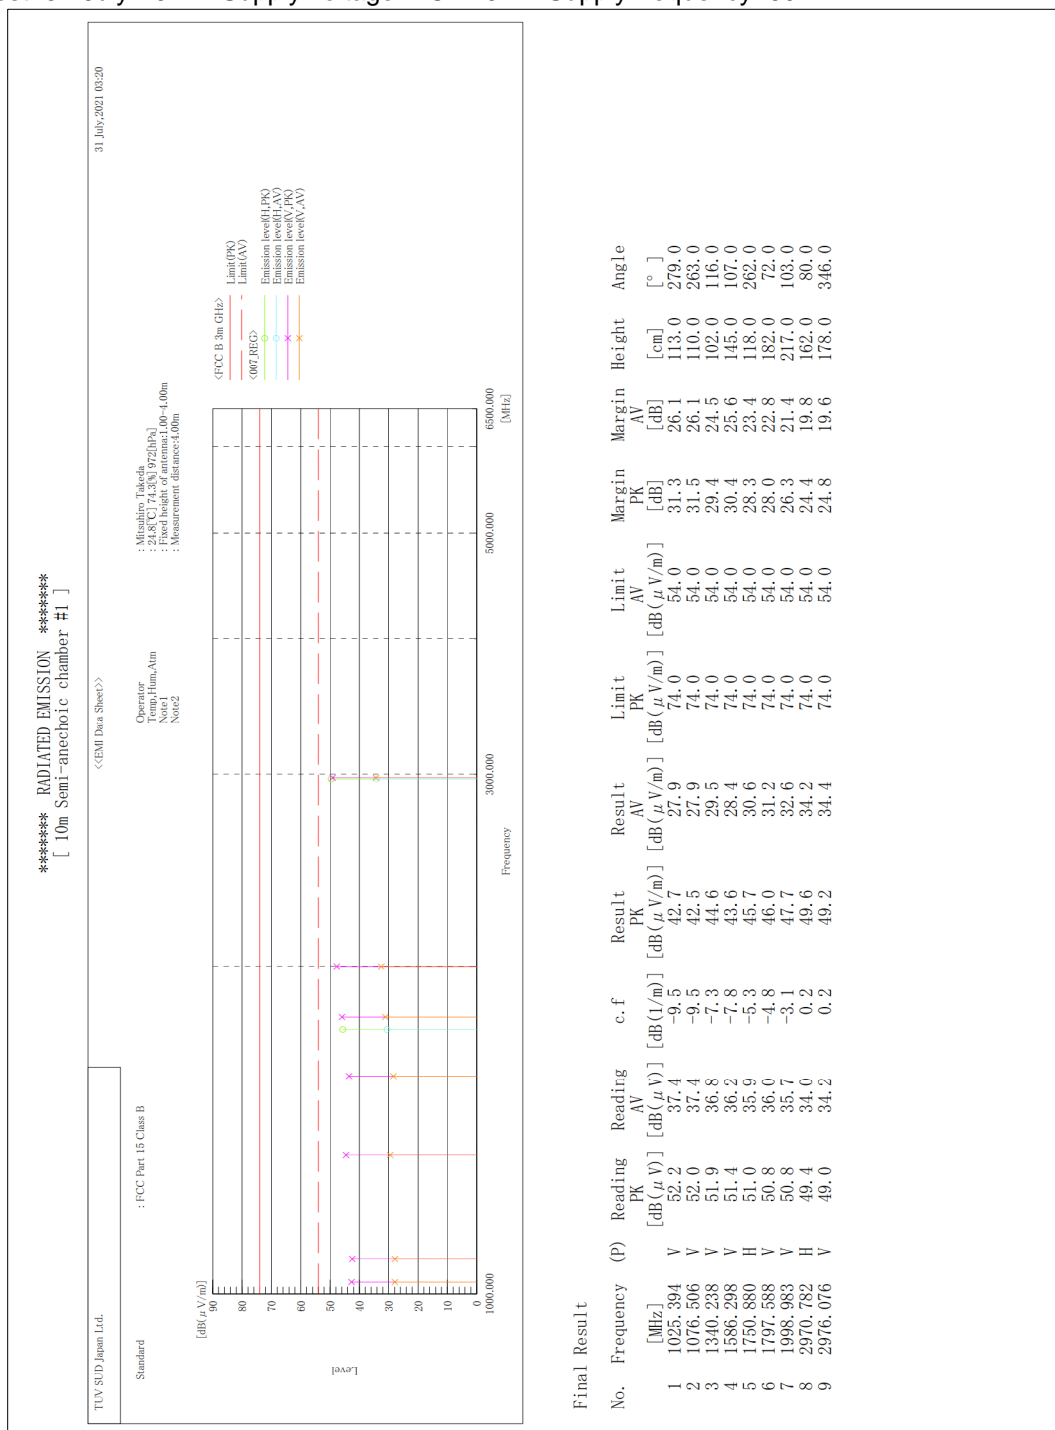 ******* RADIATED EMISSION *******
[ 10m Semi-anechoic chamber #1 ]
TUV SUD Japan Ltd.
<<EMI Data Sheet>>
31 July,2021 03:20
Standard : FCC Part 15 Class B
Operator : Mitsuhiro Takeda
Temp,Hum,Atm : 24.8[℃] 74.3[%] 972[hPa]
Note1 : Fixed height of antenna:1.00-4.00m
Note2 : Measurement distance:4.00m
[dB(μV/m)]
90
80
70
60
50
40
30
20
10
0
Level
1000.000
3000.000
5000.000
6500.000
[MHz]
Frequency
<FCC B 3m GHz>
Limit(PK)
Limit(AV)
<007_REG>
Emission level(H,PK)
Emission level(H,AV)
Emission level(V,PK)
Emission level(V,AV)
Final Result
No. Frequency (P) Reading Reading c.f Result Result Limit Limit Margin Margin Height Angle
PK AV PK AV PK AV PK AV
[MHz] [dB(μV)] [dB(μV)] [dB(1/m)] [dB(μV/m)] [dB(μV/m)] [dB(μV/m)] [dB(μV/m)] [dB] [dB] [cm] [°]
1 1025.394 V 52.2 37.4 -9.5 42.7 27.9 74.0 54.0 31.3 26.1 113.0 279.0
2 1076.506 V 52.0 37.4 -9.5 42.5 27.9 74.0 54.0 31.5 26.1 110.0 263.0
3 1340.238 V 51.9 36.8 -7.3 44.6 29.5 74.0 54.0 29.4 24.5 102.0 116.0
4 1586.298 V 51.4 36.2 -7.8 43.6 28.4 74.0 54.0 30.4 25.6 145.0 107.0
5 1750.880 H 51.0 35.9 -5.3 45.7 30.6 74.0 54.0 28.3 23.4 118.0 262.0
6 1797.588 V 50.8 36.0 -4.8 46.0 31.2 74.0 54.0 28.0 22.8 182.0 72.0
7 1998.983 V 50.8 35.7 -3.1 47.7 32.6 74.0 54.0 26.3 21.4 217.0 103.0
8 2970.782 H 49.4 34.0 0.2 49.6 34.2 74.0 54.0 24.4 19.8 162.0 80.0
9 2976.076 V 49.0 34.2 0.2 49.2 34.4 74.0 54.0 24.8 19.6 178.0 346.0